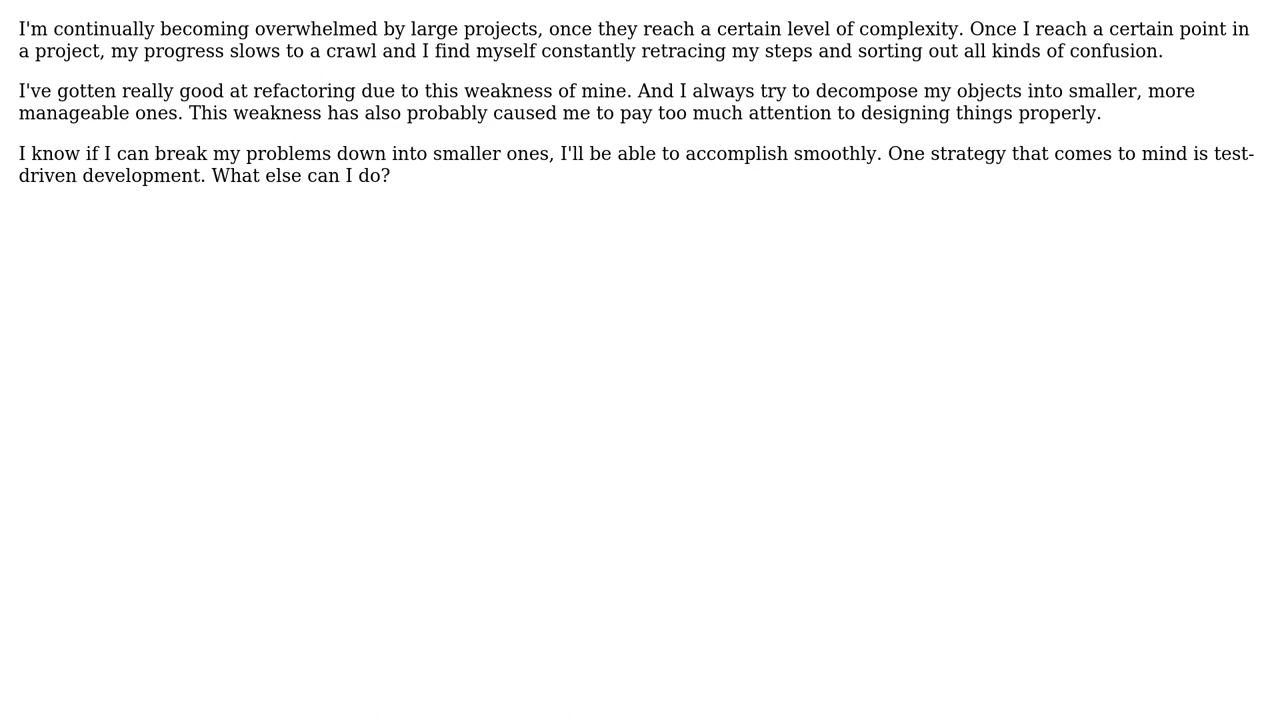 I'm continually becoming overwhelmed by large projects, once they reach a certain level of complexity. Once I reach a certain point in
a project, my progress slows to a crawl and I find myself constantly retracing my steps and sorting out all kinds of confusion.
I've gotten really good at refactoring due to this weakness of mine. And I always try to decompose my objects into smaller, more
manageable ones. This weakness has also probably caused me to pay too much attention to designing things properly.
I know if I can break my problems down into smaller ones, I'll be able to accomplish smoothly. One strategy that comes to mind is test-
driven development. What else can I do?